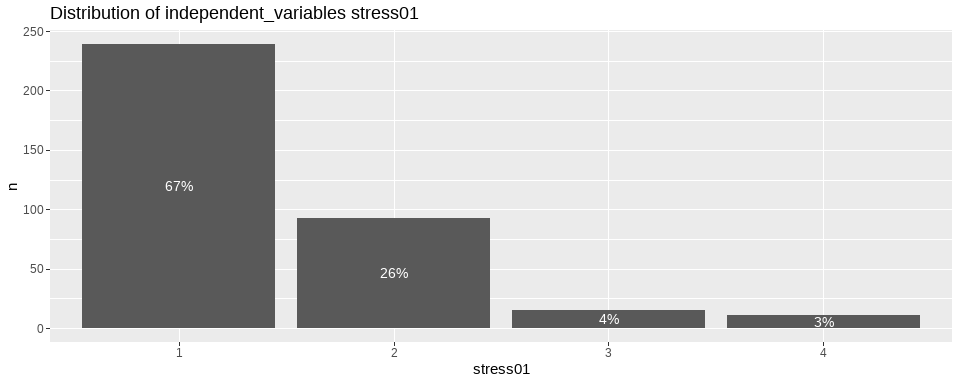 Distribution of independent_variables stress01
250
200
150
100
50
0
n
67%
26%
4%
3%
1 2 3 4
stress01